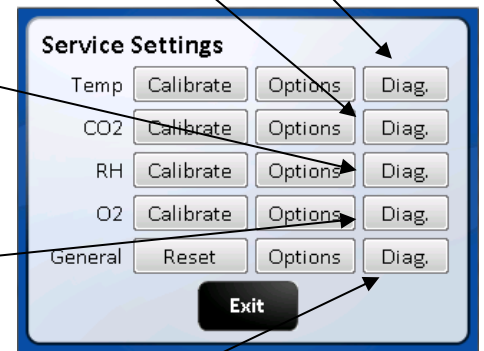 Service Settings
Temp Calibrate Options Diag.
CO2 Calibrate Options Diag.
RH Calibrate Options Diag.
O2 Calibrate Options Diag.
General Reset Options Diag.
Exit